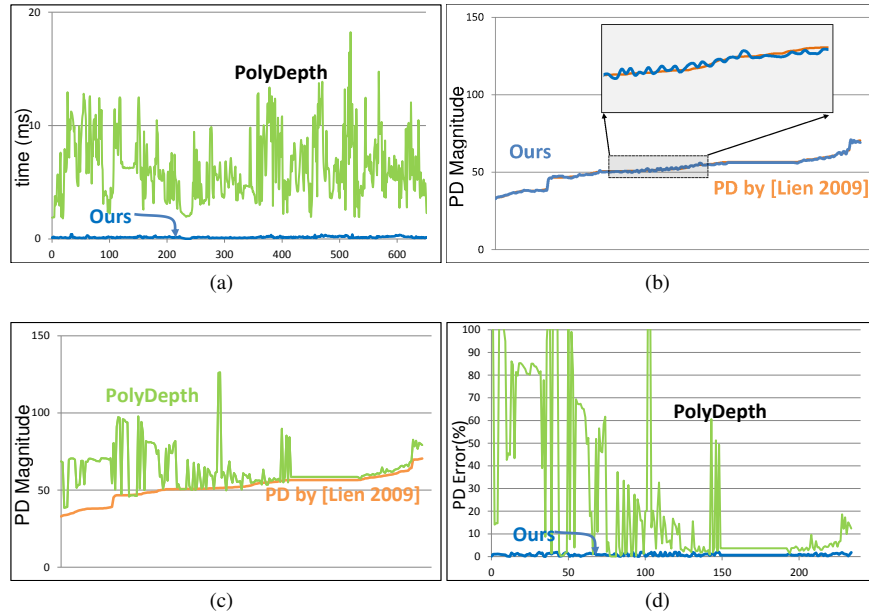 20
10
0
time (ms)
PolyDepth
Ours
0 100 200 300 400 500 600
(a)
150
100
50
0
PD Magnitude
Ours
PD by [Lien 2009]
(b)
150
100
50
0
PD Magnitude
PolyDepth
PD by [Lien 2009]
(c)
100
90
80
70
60
50
40
30
20
10
0
PD Error(%)
PolyDepth
Ours
0 50 100 150 200
(d)